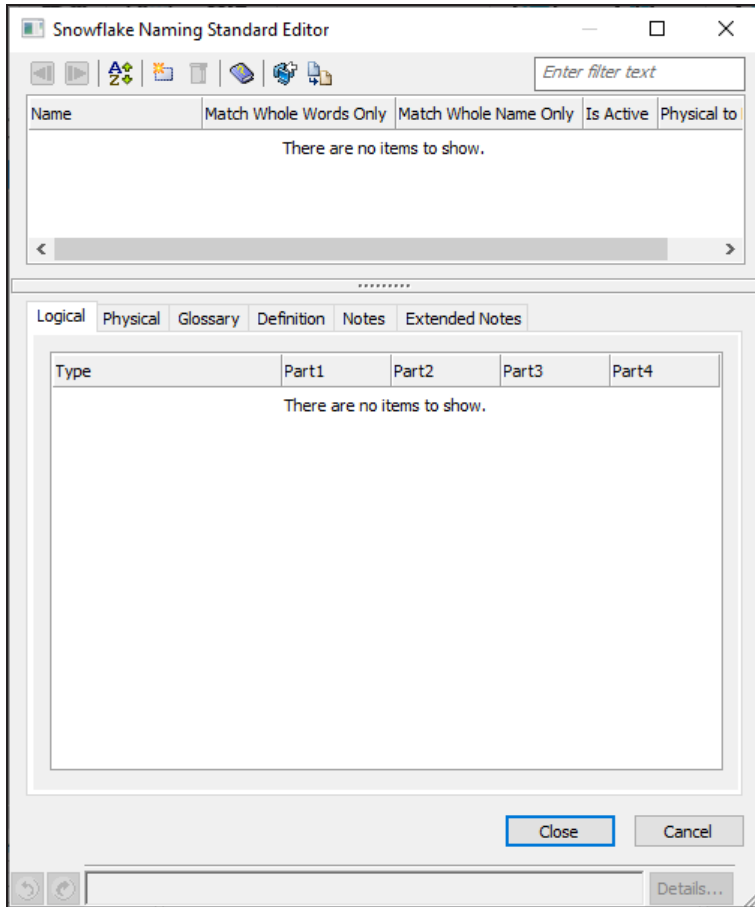 Snowflake Naming Standard Editor
A Z Enter filter text
Name Match Whole Words Only Match Whole Name Only Is Active Physical to
There are no items to show.
Logical Physical Glossary Definition Notes Extended Notes
Type Part1 Part2 Part3 Part4
There are no items to show.
Close Cancel
Details...